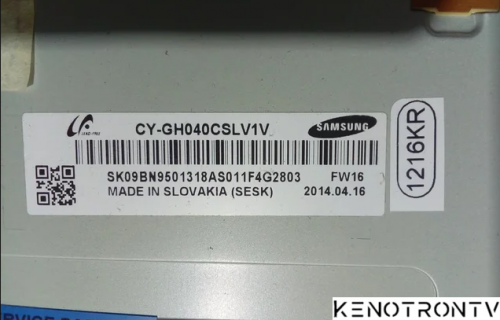 CY-GH040CSLV1V
SAMSUNG
SK09BN9501318AS011F4G2803
FW16
MADE IN SLOVAKIA (SESK)
2014.04.16
1216KR
KENOTRONTV